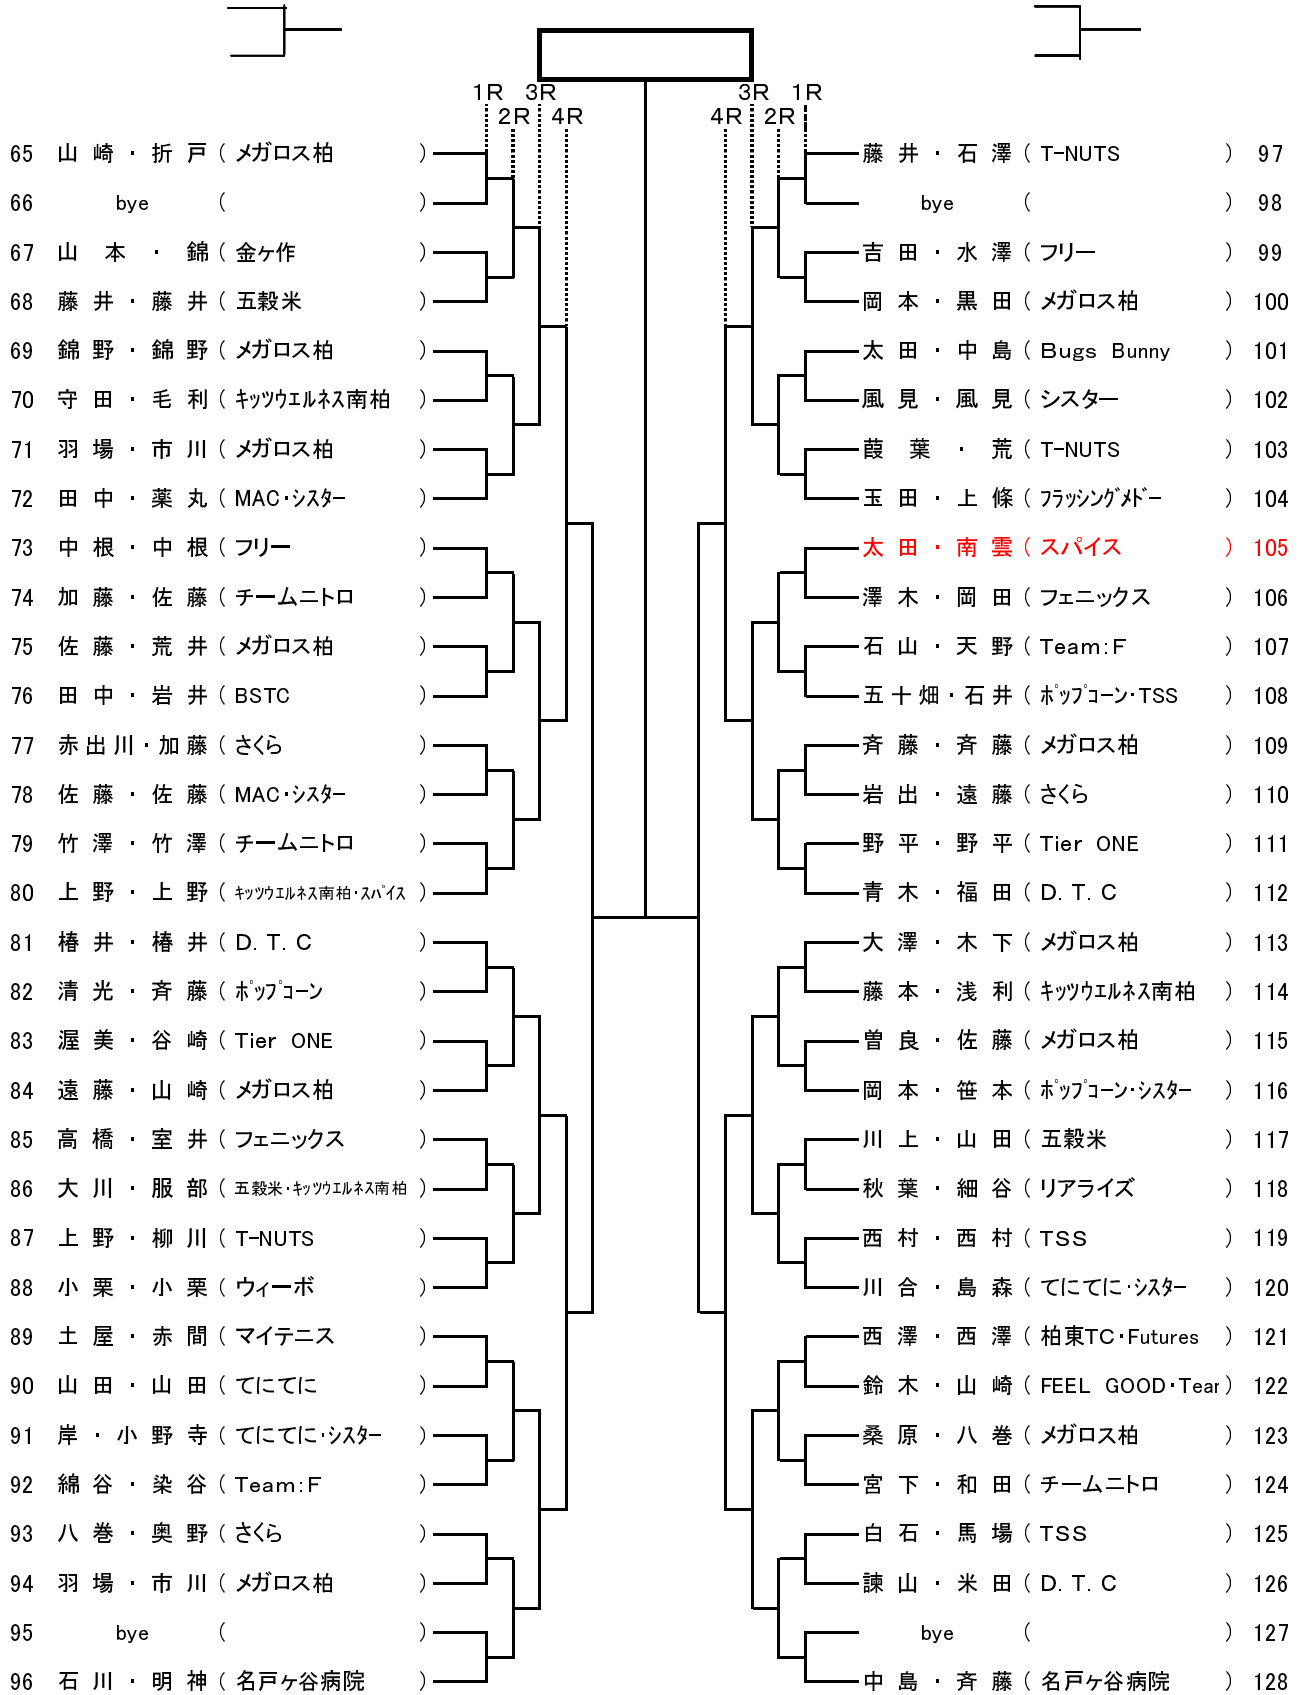 1R 3R 3R 1R
2R 4R 4R 2R
65 山崎・折戸 ( メガロス柏 ) 藤井・石澤 ( T-NUTS ) 97
66 bye ( ) bye ( ) 98
67 山本・錦 ( 金ヶ作 ) 吉田・水澤 ( フリー ) 99
68 藤井・藤井 ( 五穀米 ) 岡本・黒田 ( メガロス柏 ) 100
69 錦野・錦野 ( メガロス柏 ) 太田・中島 ( Bugs Bunny ) 101
70 守田・毛利 ( キッツウエルネス南柏 ) 風見・風見 ( シスター ) 102
71 羽場・市川 ( メガロス柏 ) 葭葉・荒 ( T-NUTS ) 103
72 田中・薬丸 ( MAC・シスター ) 玉田・上條 ( フラッシングメドー ) 104
73 中根・中根 ( フリー ) 太田・南雲 ( スパイス ) 105
74 加藤・佐藤 ( チームニトロ ) 澤木・岡田 ( フェニックス ) 106
75 佐藤・荒井 ( メガロス柏 ) 石山・天野 ( Team:F ) 107
76 田中・岩井 ( BSTC ) 五十畑・石井 ( ポップコーン・TSS ) 108
77 赤出川・加藤 ( さくら ) 斉藤・斉藤 ( メガロス柏 ) 109
78 佐藤・佐藤 ( MAC・シスター ) 岩出・遠藤 ( さくら ) 110
79 竹澤・竹澤 ( チームニトロ ) 野平・野平 ( Tier ONE ) 111
80 上野・上野 ( キッツウエルネス南柏・スパイス ) 青木・福田 ( D.T.C ) 112
81 椿井・椿井 ( D.T.C ) 大澤・木下 ( メガロス柏 ) 113
82 清光・斉藤 ( ポップコーン ) 藤本・浅利 ( キッツウエルネス南柏 ) 114
83 渥美・谷崎 ( Tier ONE ) 曽良・佐藤 ( メガロス柏 ) 115
84 遠藤・山崎 ( メガロス柏 ) 岡本・笹本 ( ポップコーン・シスター ) 116
85 高橋・室井 ( フェニックス ) 川上・山田 ( 五穀米 ) 117
86 大川・服部 ( 五穀米・キッツウエルネス南柏 ) 秋葉・細谷 ( リアライズ ) 118
87 上野・柳川 ( T-NUTS ) 西村・西村 ( TSS ) 119
88 小栗・小栗 ( ウィーボ ) 川合・島森 ( てにてに・シスター ) 120
89 土屋・赤間 ( マイテニス ) 西澤・西澤 ( 柏東TC・Futures ) 121
90 山田・山田 ( てにてに ) 鈴木・山崎 ( FEEL GOOD・Tear ) 122
91 岸・小野寺 ( てにてに・シスター ) 桑原・八巻 ( メガロス柏 ) 123
92 綿谷・染谷 ( Team:F ) 宮下・和田 ( チームニトロ ) 124
93 八巻・奥野 ( さくら ) 白石・馬場 ( TSS ) 125
94 羽場・市川 ( メガロス柏 ) 諫山・米田 ( D.T.C ) 126
95 bye ( ) bye ( ) 127
96 石川・明神 ( 名戸ヶ谷病院 ) 中島・斉藤 ( 名戸ヶ谷病院 ) 128